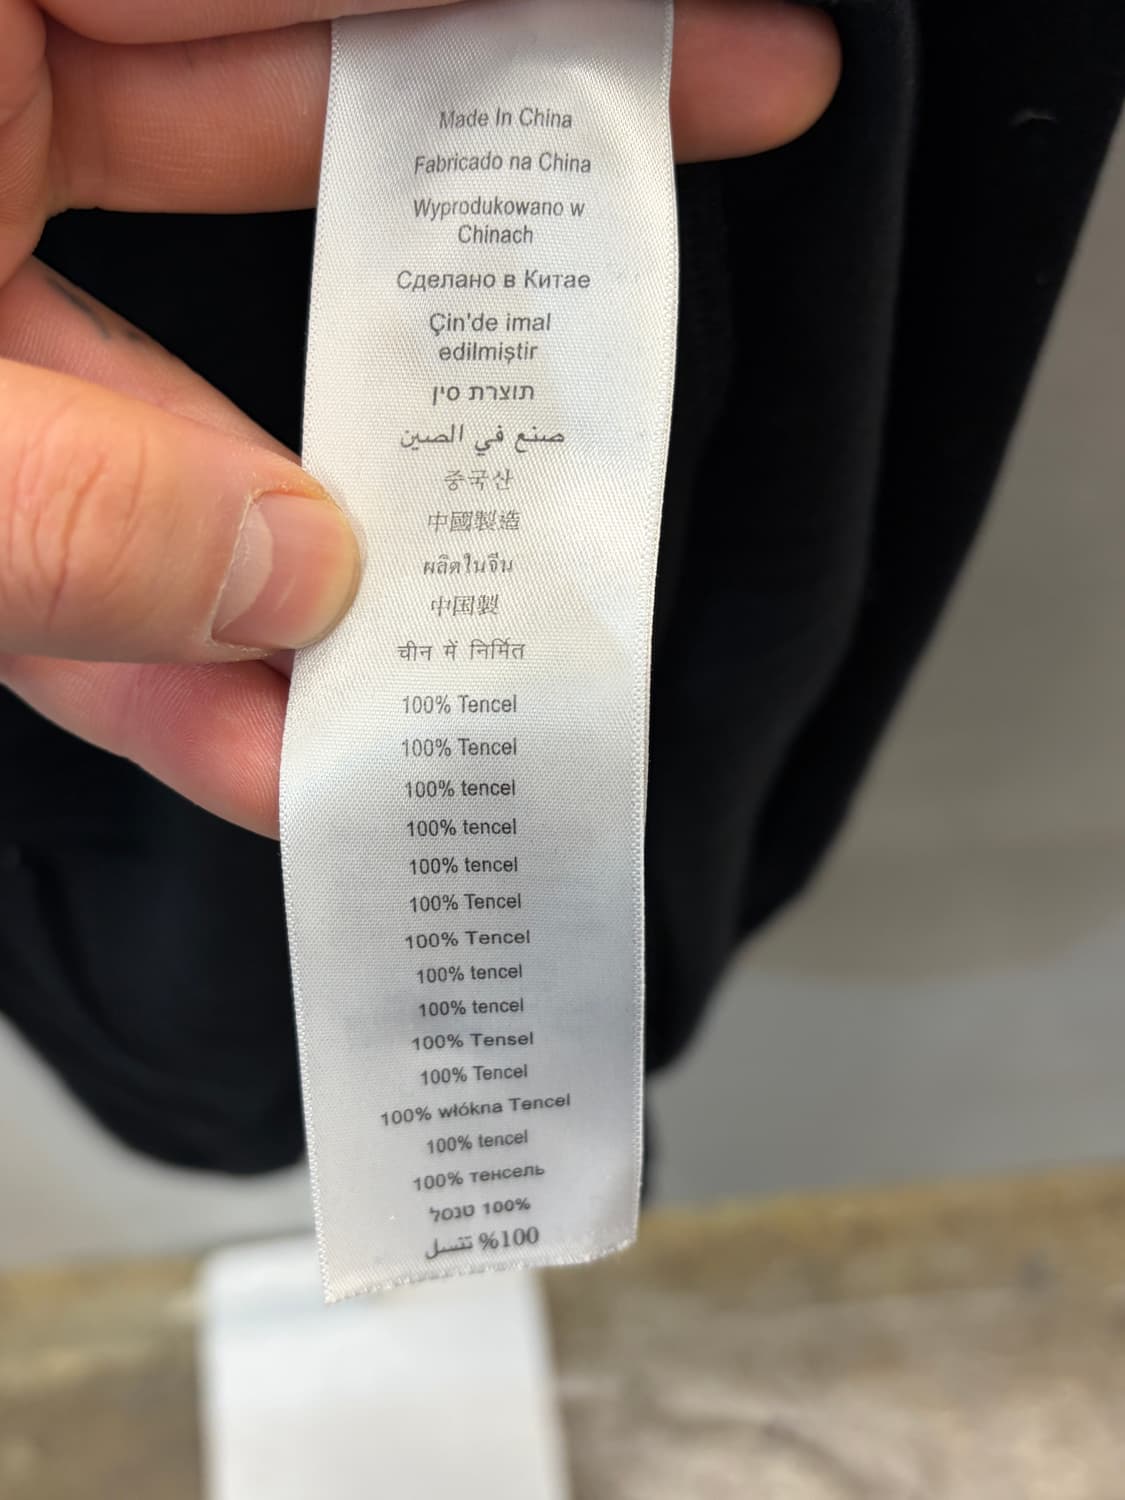 Made In China
Fabricado na China
Wyprodukowano w
Chinach
Сделано в Китае
Çin'de imal
edilmiştir
תוצרת סין
صنع في الصين
중국산
中國製造
ผลิตในจีน
中国製
चीन में निर्मित
100% Tencel
100% Tencel
100% tencel
100% tencel
100% tencel
100% Tencel
100% Tencel
100% tencel
100% tencel
100% Tensel
100% Tencel
100% włókna Tencel
100% tencel
100% тенсель
100% טנסל
%100 تنسل